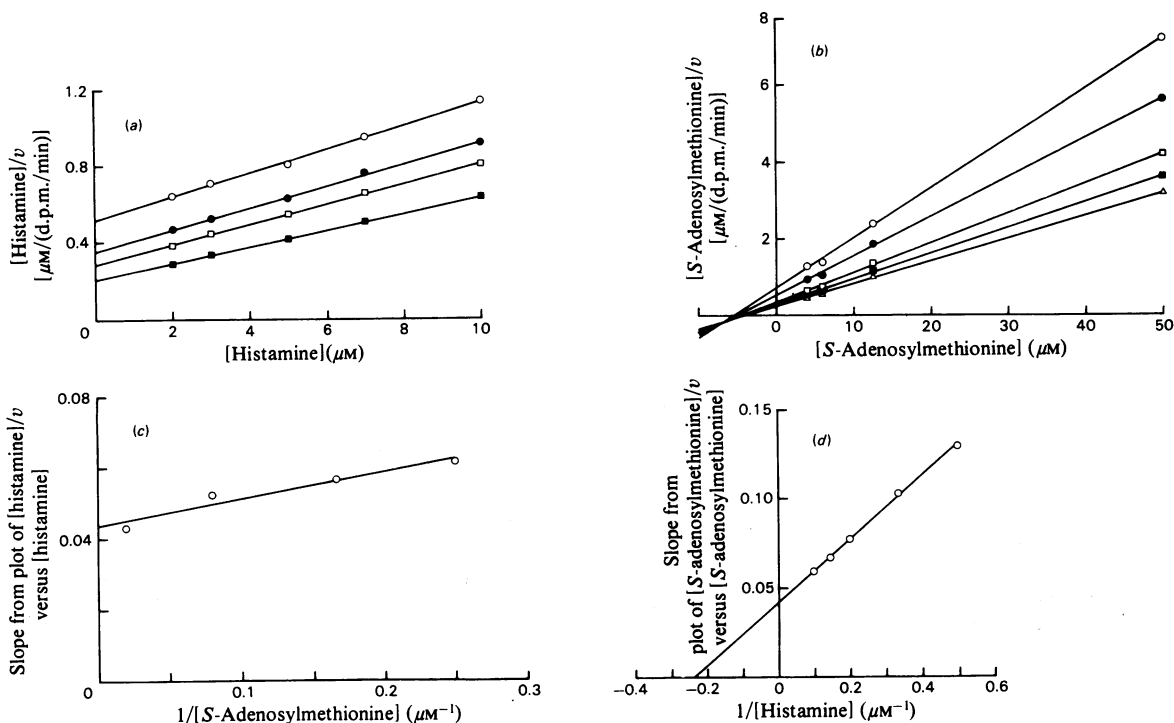 (a)
[Histamine]/v
[μM/(d.p.m./min)]
1.2
0.8
0.4
0
2
4
6
8
10
[Histamine](μM)
(b)
[S-Adenosylmethionine]/v
[μM/(d.p.m./min)]
8
6
4
2
0
10
20
30
40
50
[S-Adenosylmethionine] (μM)
(c)
Slope from plot of [histamine]/v
versus [histamine]
0.08
0.04
0
0.1
0.2
0.3
1/[S-Adenosylmethionine] (μM⁻¹)
(d)
Slope from
plot of [S-adenosylmethionine]/v
versus [S-adenosylmethionine]
0.15
0.10
0.05
−0.4
−0.2
0
0.2
0.4
0.6
1/[Histamine] (μM⁻¹)